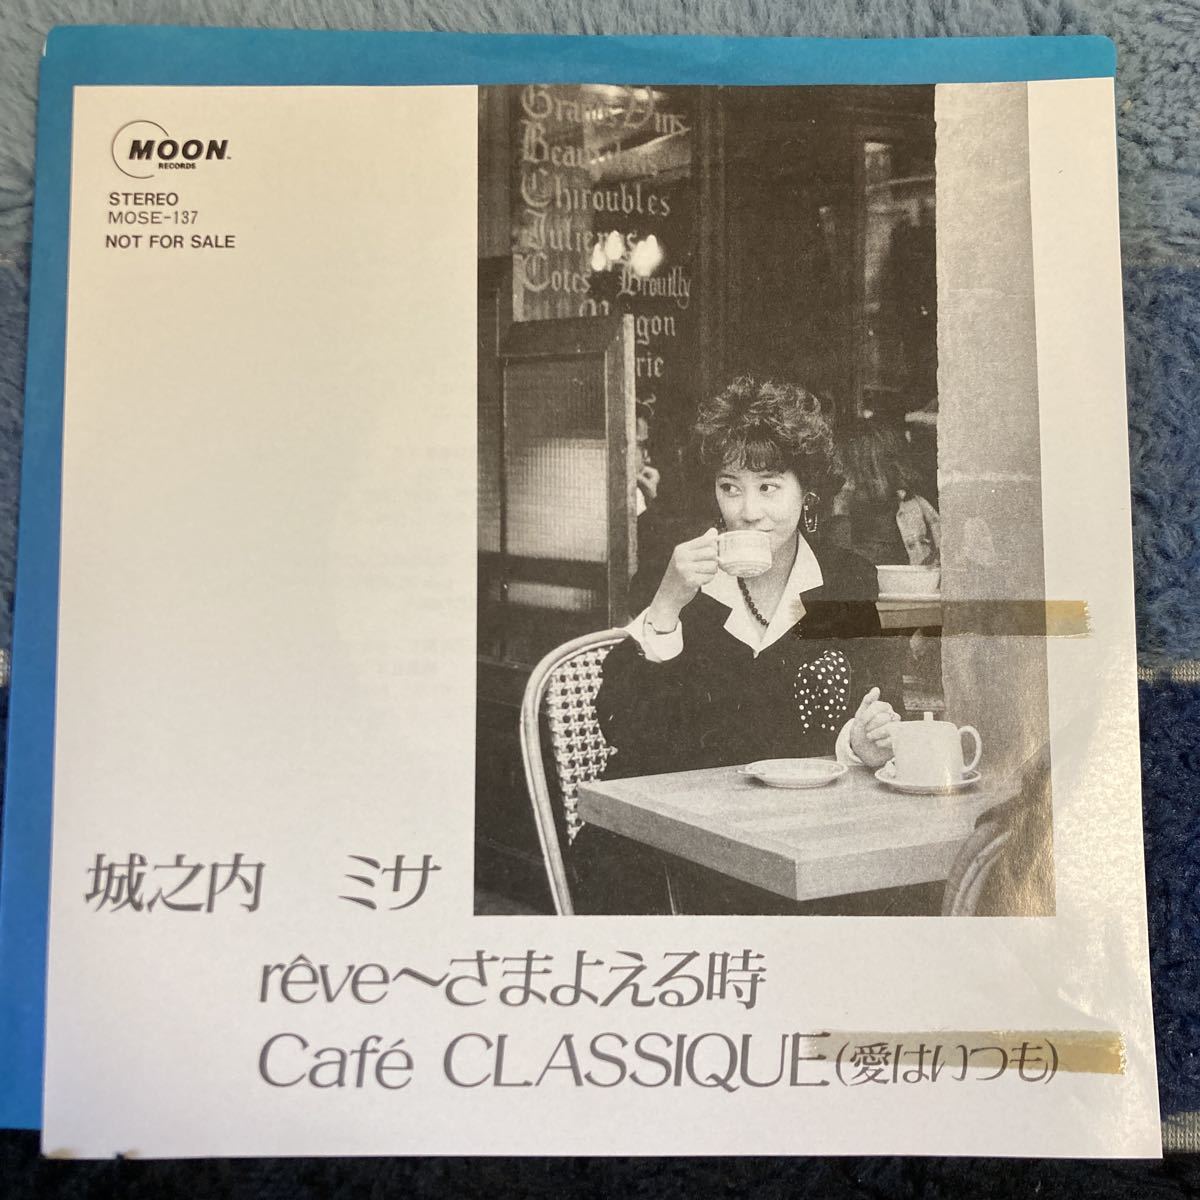 MOON™
RECORDS
STEREO
MOSE-137
NOT FOR SALE
Chiroubles
Cotes Brouilly
城之内 ミサ
rêve〜さまよえる時
Café CLASSIQUE(愛はいつも)